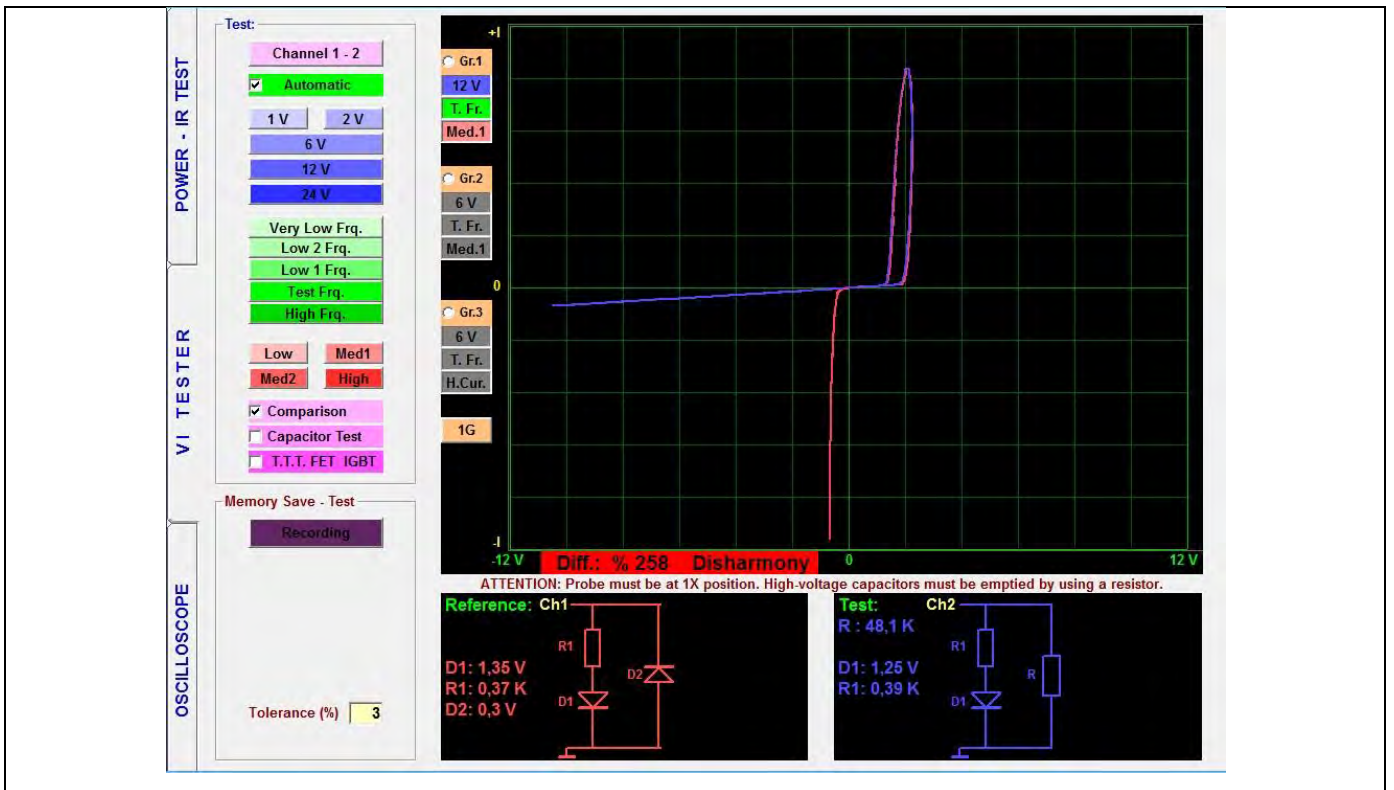 POWER - IR TEST
VI TESTER
OSCILLOSCOPE
Test:
Channel 1 - 2
Automatic
1 V 2 V
6 V
12 V
24 V
Very Low Frq.
Low 2 Frq.
Low 1 Frq.
Test Frq.
High Frq.
Low Med1
Med2 High
Comparison
Capacitor Test
T.T.T. FET IGBT
Memory Save - Test
Recording
Tolerance (%) 3
Gr.1
12 V
T. Fr.
Med.1
Gr.2
6 V
T. Fr.
Med.1
Gr.3
6 V
T. Fr.
H.Cur.
1G
+I
0
-I
-12 V Diff.: % 258 Disharmony 0 12 V
ATTENTION: Probe must be at 1X position. High-voltage capacitors must be emptied by using a resistor.
Reference: Ch1
R1
D1: 1,35 V
R1: 0,37 K
D2: 0,3 V
D2
D1
Test: Ch2
R : 48,1 K
R1
D1: 1,25 V
R1: 0,39 K
R
D1